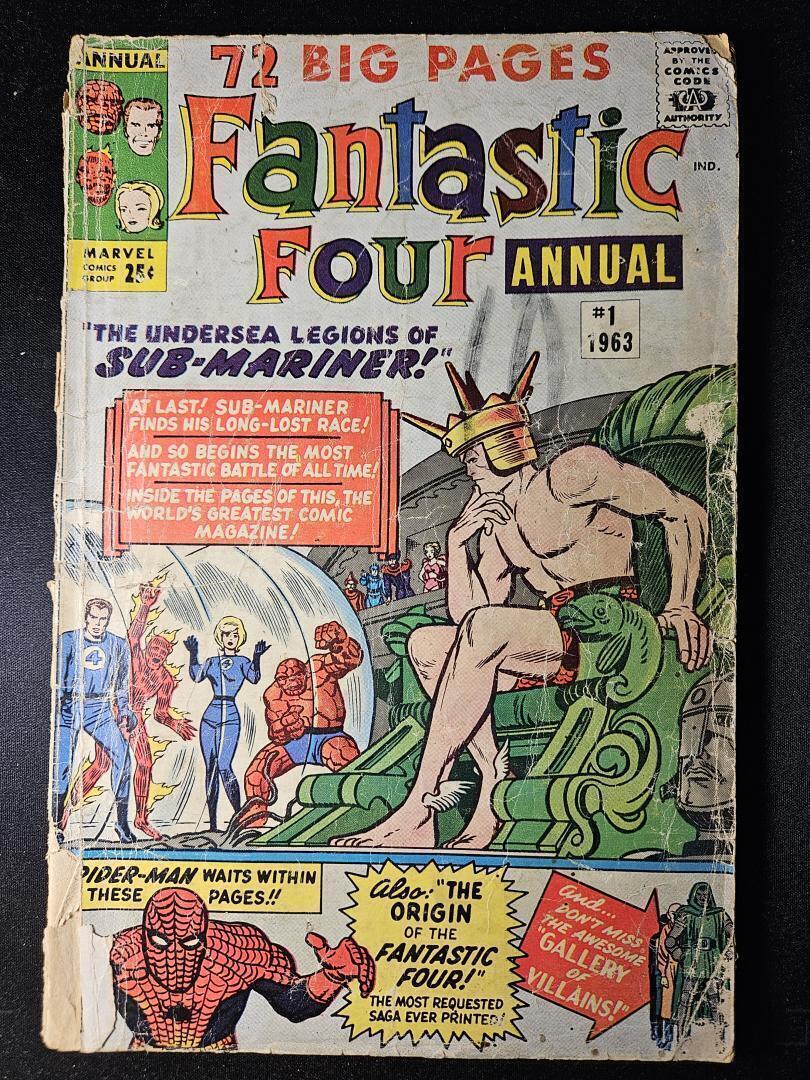 ANNUAL
72 BIG PAGES
APPROVED
BY THE
COMICS
CODE
CA
AUTHORITY
Fantastic
IND.
Four ANNUAL
MARVEL
COMICS
GROUP 25¢
#1
1963
"THE UNDERSEA LEGIONS OF
SUB-MARINER!"
AT LAST! SUB-MARINER
FINDS HIS LONG-LOST RACE!
AND SO BEGINS THE MOST
FANTASTIC BATTLE OF ALL TIME!
INSIDE THE PAGES OF THIS, THE
WORLD'S GREATEST COMIC
MAGAZINE!
4
4
PIDER-MAN WAITS WITHIN
THESE PAGES!!
Also: "THE
ORIGIN
OF THE
FANTASTIC
FOUR!"
THE MOST REQUESTED
SAGA EVER PRINTED!
And...
DON'T MISS
THE AWESOME
"GALLERY
OF
VILLAINS!"